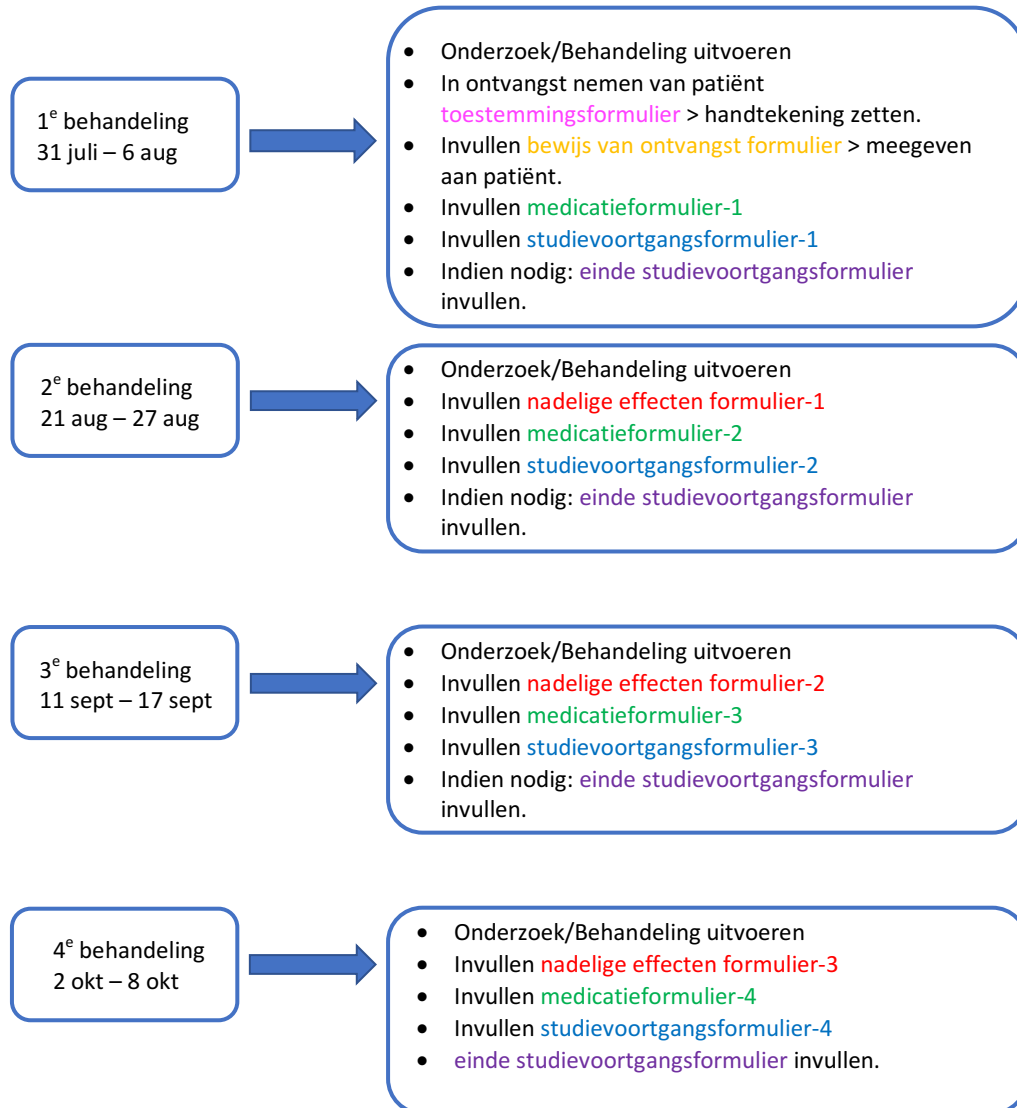 1e behandeling
31 juli – 6 aug
• Onderzoek/Behandeling uitvoeren
• In ontvangst nemen van patiënt
toestemmingsformulier > handtekening zetten.
• Invullen bewijs van ontvangst formulier > meegeven
aan patiënt.
• Invullen medicatieformulier-1
• Invullen studievoortgangsformulier-1
• Indien nodig: einde studievoortgangsformulier
invullen.
2e behandeling
21 aug – 27 aug
• Onderzoek/Behandeling uitvoeren
• Invullen nadelige effecten formulier-1
• Invullen medicatieformulier-2
• Invullen studievoortgangsformulier-2
• Indien nodig: einde studievoortgangsformulier
invullen.
3e behandeling
11 sept – 17 sept
• Onderzoek/Behandeling uitvoeren
• Invullen nadelige effecten formulier-2
• Invullen medicatieformulier-3
• Invullen studievoortgangsformulier-3
• Indien nodig: einde studievoortgangsformulier
invullen.
4e behandeling
2 okt – 8 okt
• Onderzoek/Behandeling uitvoeren
• Invullen nadelige effecten formulier-3
• Invullen medicatieformulier-4
• Invullen studievoortgangsformulier-4
• einde studievoortgangsformulier invullen.